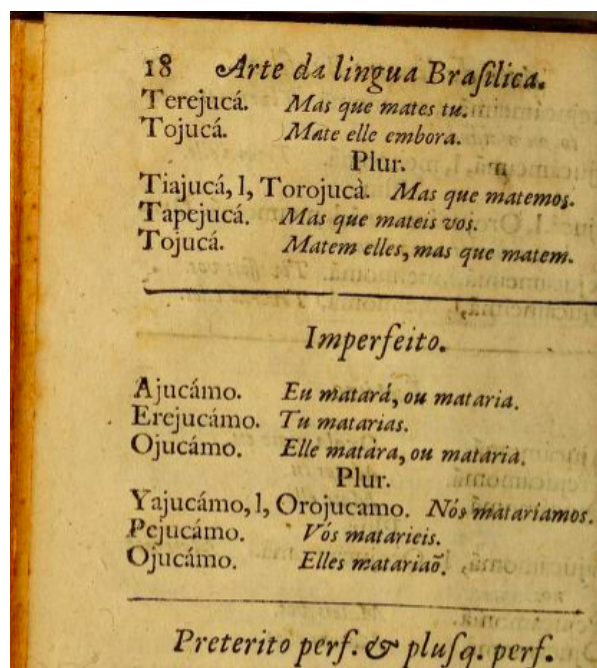 18 Arte da lingua Braſilica.
Terejucá. Mas que mates tu.
Tojucá. Mate elle embora.
Plur.
Tiajucá, l, Torojucà. Mas que matemos.
Tapejucá. Mas que mateis vos.
Tojucá. Matem elles, mas que matem.
Imperfeito.
Ajucámo. Eu matará, ou mataria.
Erejucámo. Tu matarias.
Ojucámo. Elle matára, ou mataria.
Plur.
Yajucámo, l, Orojucamo. Nós matariamos.
Pejucámo. Vós matarieis.
Ojucámo. Elles matariaõ.
Preterito perf. & pluſq. perf.